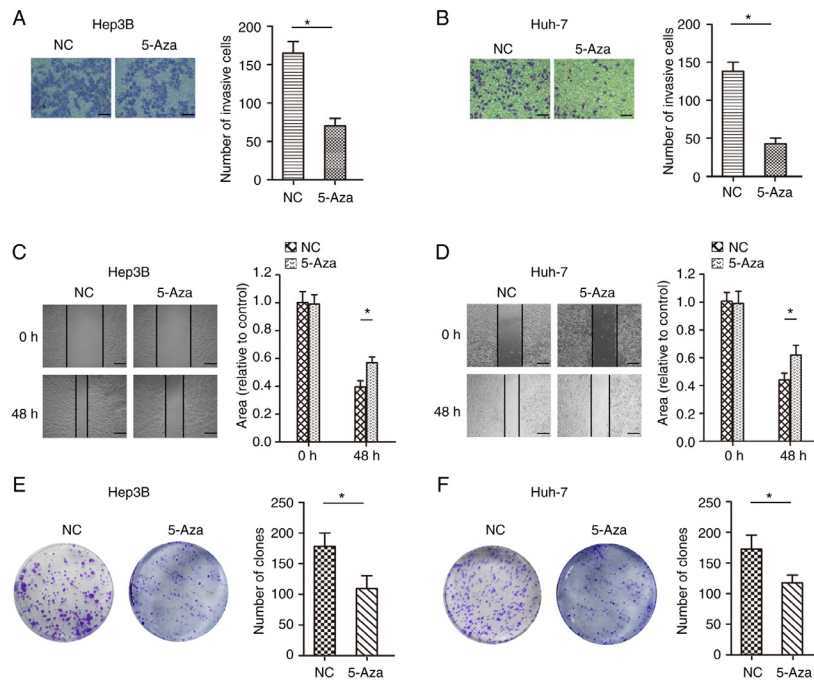 A
Hep3B
NC
5-Aza
Number of invasive cells
200
150
100
50
0
*
NC
5-Aza
B
Huh-7
NC
5-Aza
Number of invasive cells
200
150
100
50
0
*
NC
5-Aza
C
Hep3B
NC
5-Aza
0 h
48 h
NC
5-Aza
Area (relative to control)
1.2
1.0
0.8
0.6
0.4
0.2
0.0
*
0 h
48 h
D
Huh-7
NC
5-Aza
0 h
48 h
NC
5-Aza
Area (relative to control)
1.2
1.0
0.8
0.6
0.4
0.2
0.0
*
0 h
48 h
E
Hep3B
NC
5-Aza
Number of clones
250
200
150
100
50
0
*
NC
5-Aza
F
Huh-7
NC
5-Aza
Number of clones
250
200
150
100
50
0
*
NC
5-Aza